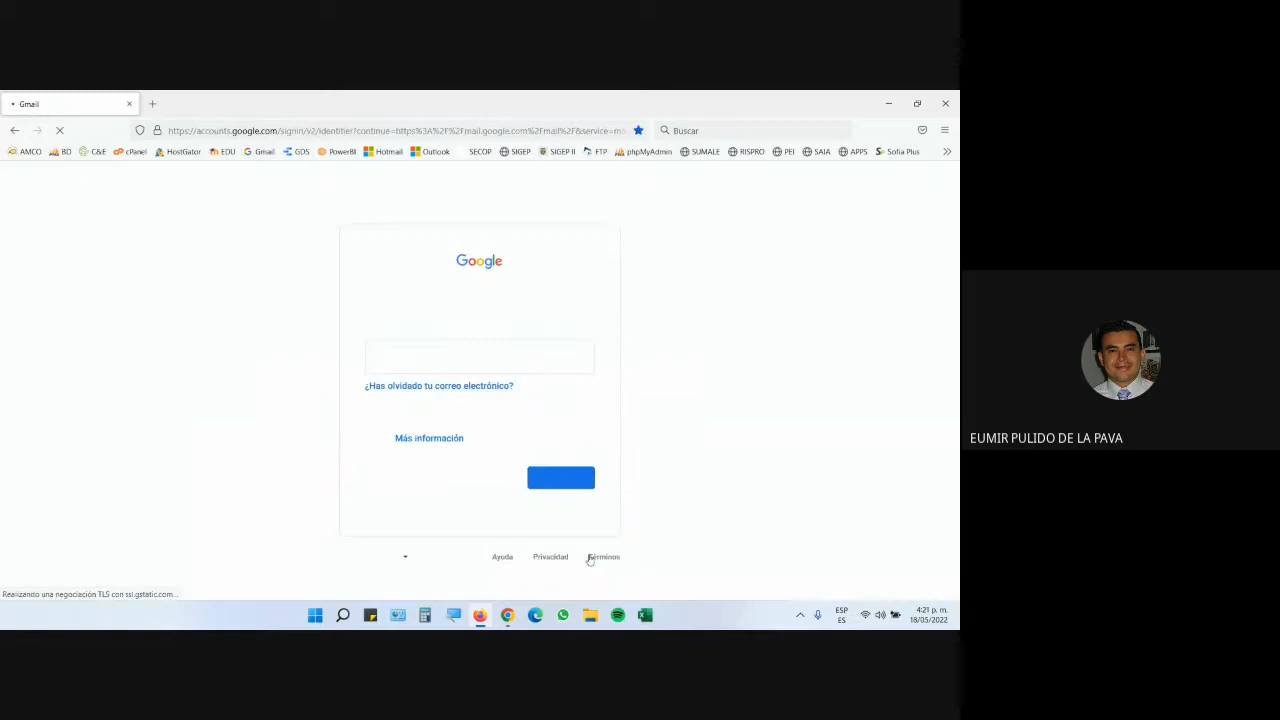 Gmail
https://accounts.google.com/signin/v2/identifier?continue=https%3A%2F%2Fmail.google.com%2Fmail%2F&service=m
Buscar
AMCO BD C&E cPanel HostGator EDU Gmail GDS PowerBI Hotmail Outlook SECOP SIGEP SIGEP II FTP phpMyAdmin SUMALE RISPRO PEI SAIA APPS Sofia Plus
Google
¿Has olvidado tu correo electrónico?
Más información
Ayuda Privacidad Términos
Realizando una negociación TLS con ssl.gstatic.com...
ESP 4:21 p. m.
ES 18/05/2022
EUMIR PULIDO DE LA PAVA